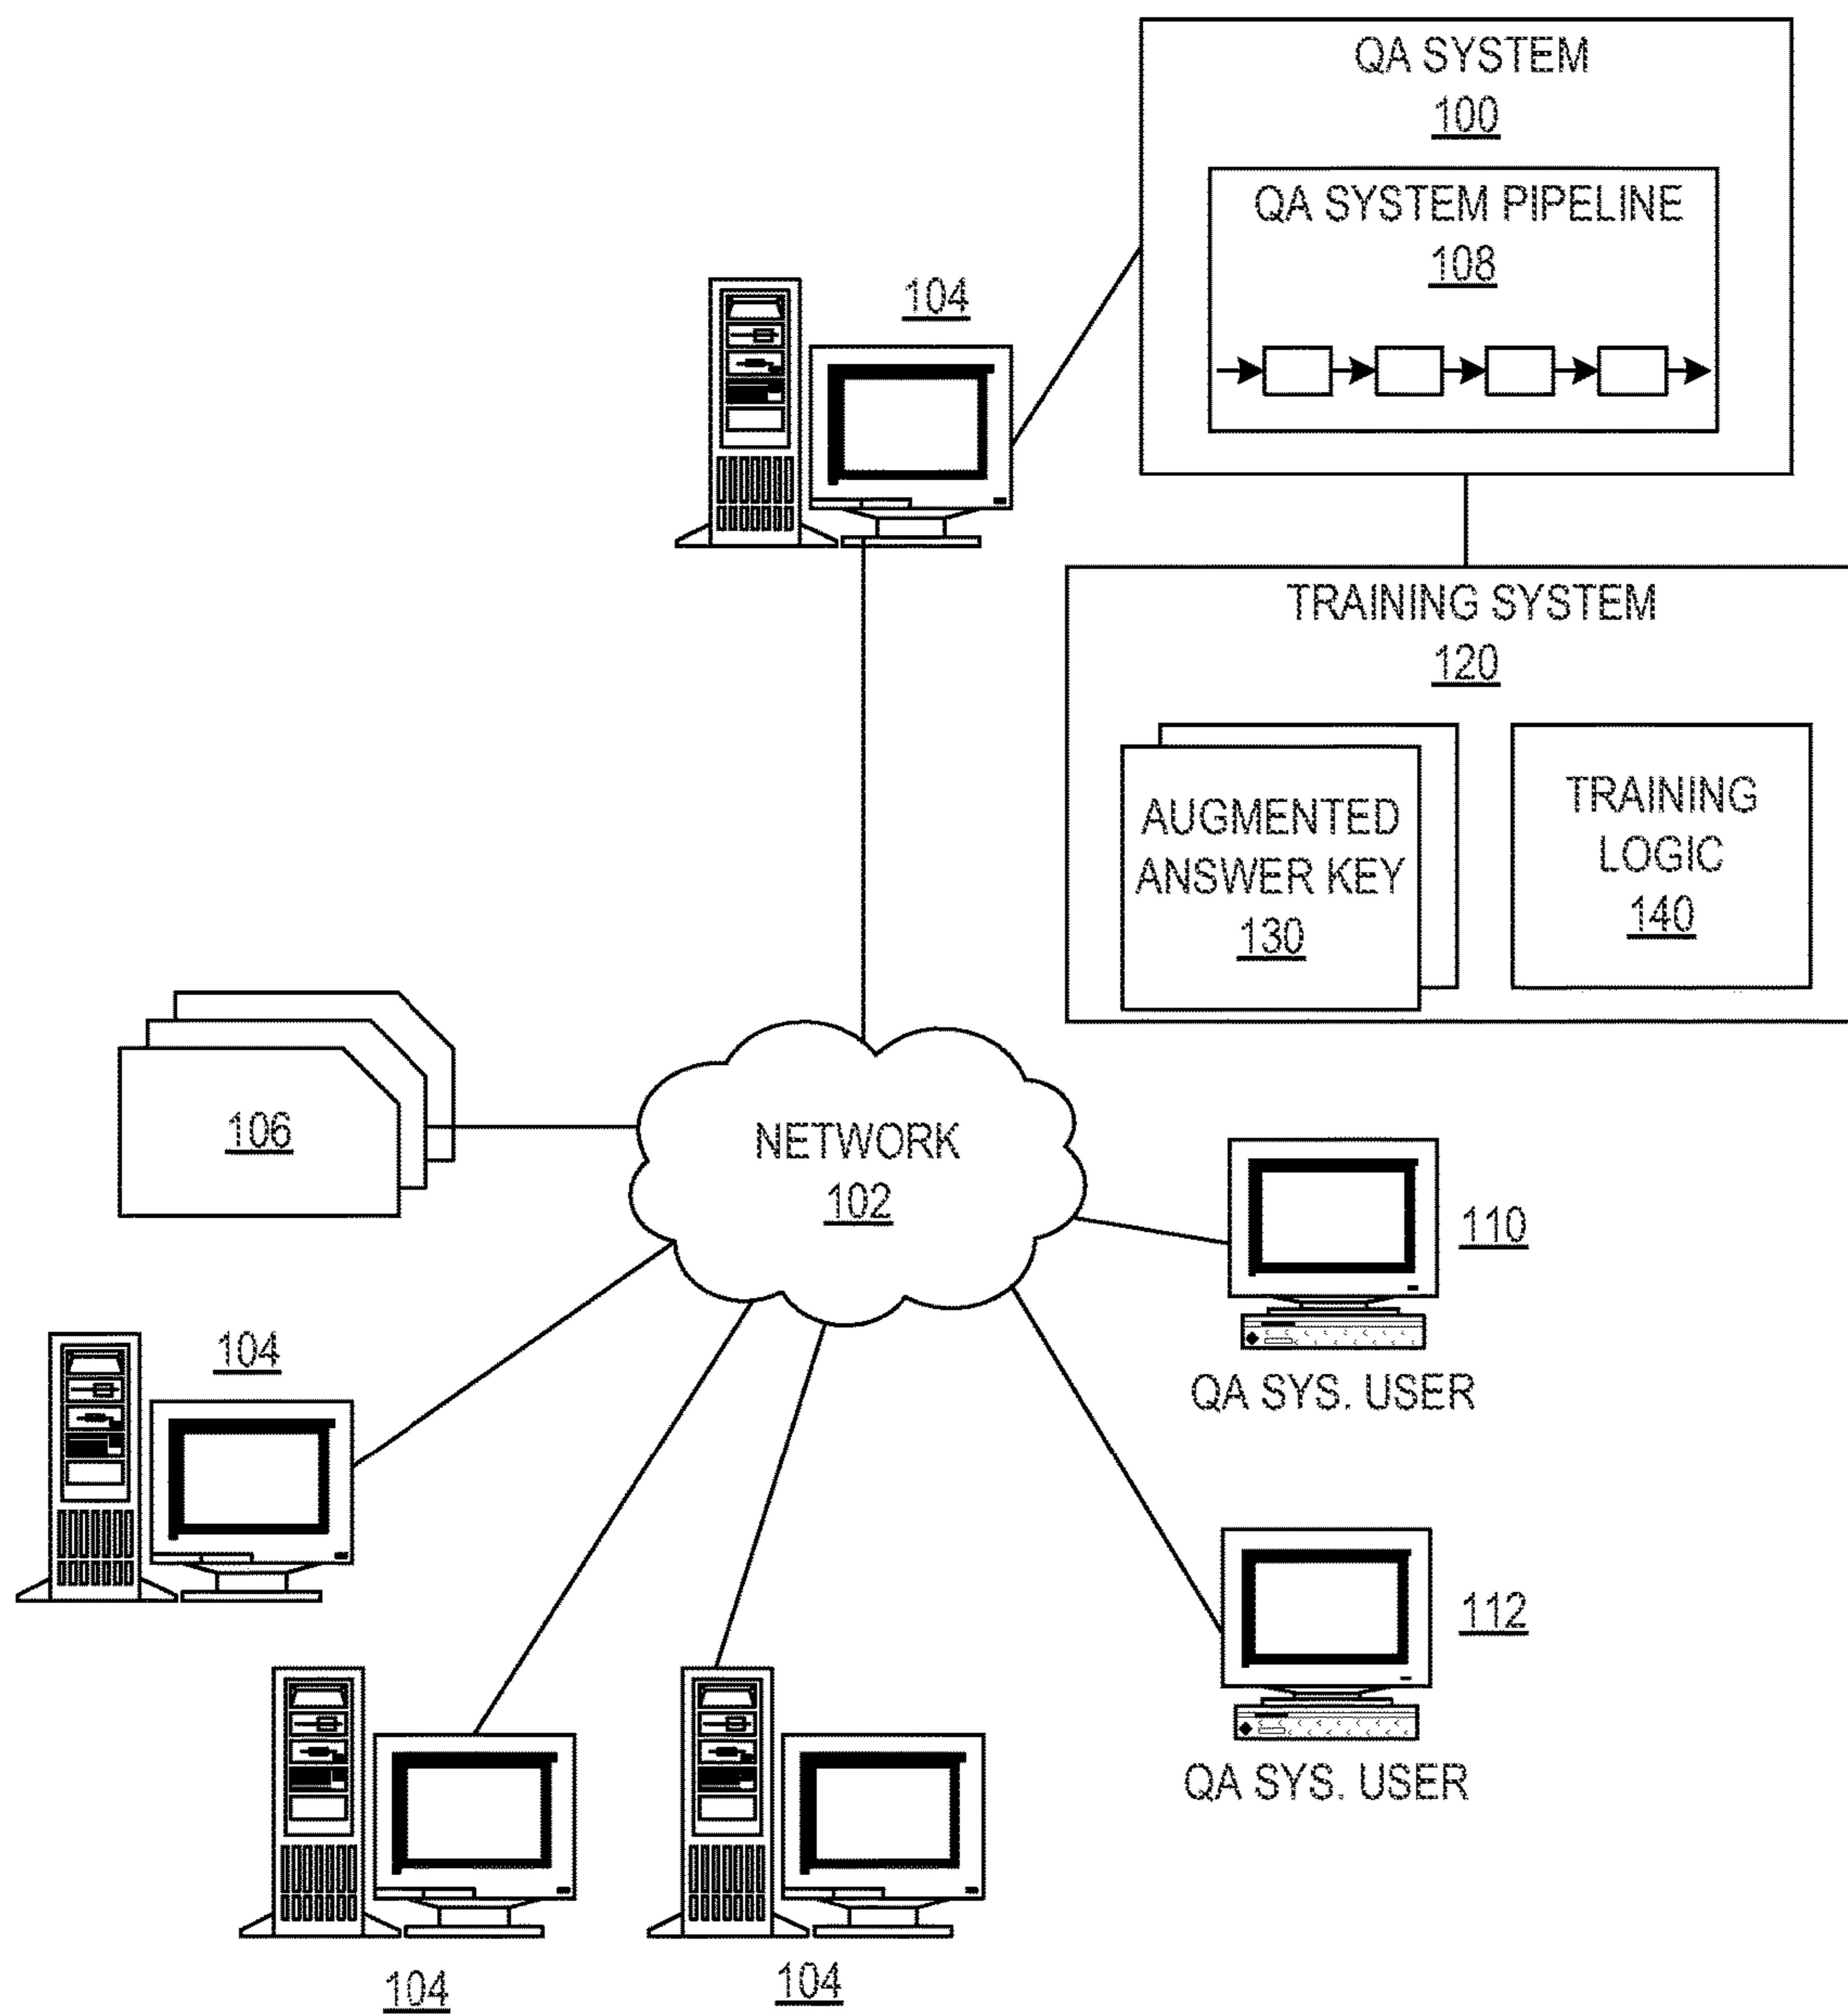 QA SYSTEM
100
QA SYSTEM PIPELINE
108
104
TRAINING SYSTEM
120
AUGMENTED
ANSWER KEY
130
TRAINING
LOGIC
140
106
NETWORK
102
110
QA SYS. USER
104
112
QA SYS. USER
104
104